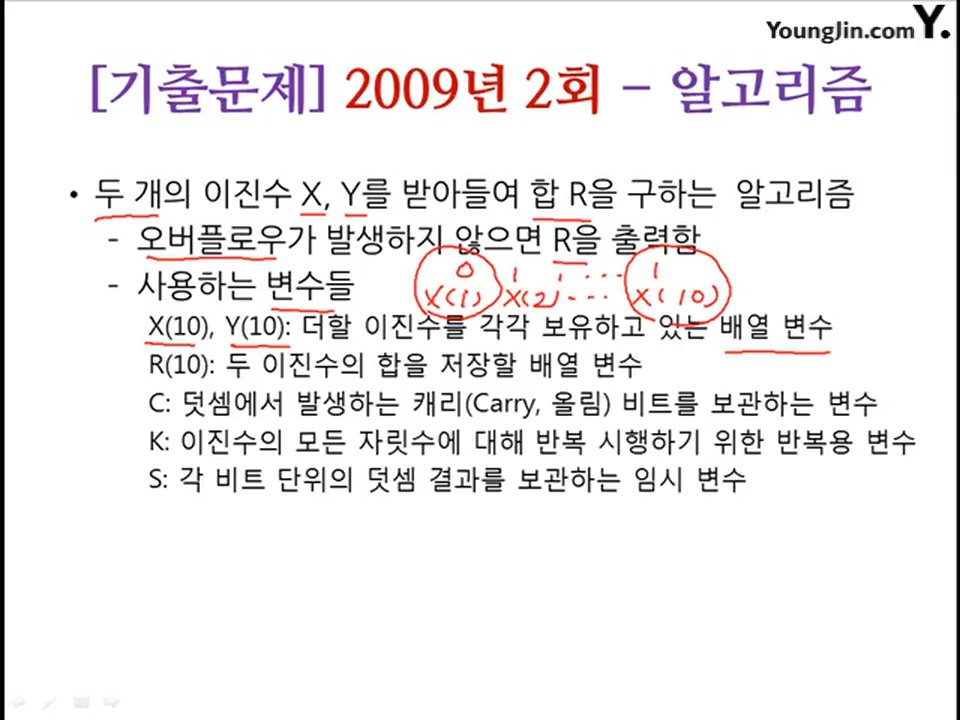 YoungJin.com Y.
[기출문제] 2009년 2회 – 알고리즘
• 두 개의 이진수 X, Y를 받아들여 합 R을 구하는 알고리즘
- 오버플로우가 발생하지 않으면 R을 출력함
0 1 1 ... 1
- 사용하는 변수들
X(1) X(2) ... X(10)
X(10), Y(10): 더할 이진수를 각각 보유하고 있는 배열 변수
R(10): 두 이진수의 합을 저장할 배열 변수
C: 덧셈에서 발생하는 캐리(Carry, 올림) 비트를 보관하는 변수
K: 이진수의 모든 자릿수에 대해 반복 시행하기 위한 반복용 변수
S: 각 비트 단위의 덧셈 결과를 보관하는 임시 변수